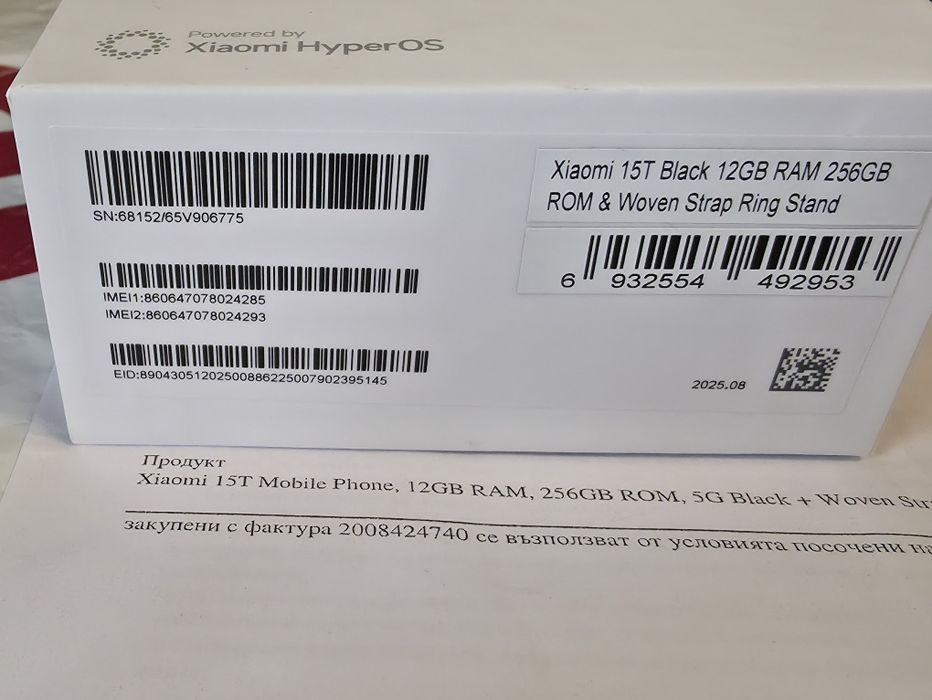 Powered by
Xiaomi HyperOS
SN:68152/65V906775
IMEI1:860647078024285
IMEI2:860647078024293
EID:89043051202500886225007902395145
Xiaomi 15T Black 12GB RAM 256GB
ROM & Woven Strap Ring Stand
6 932554 492953
2025.08
Продукт
Xiaomi 15T Mobile Phone, 12GB RAM, 256GB ROM, 5G Black + Woven
закупени с фактура 2008424740 се възползват от условията посочени